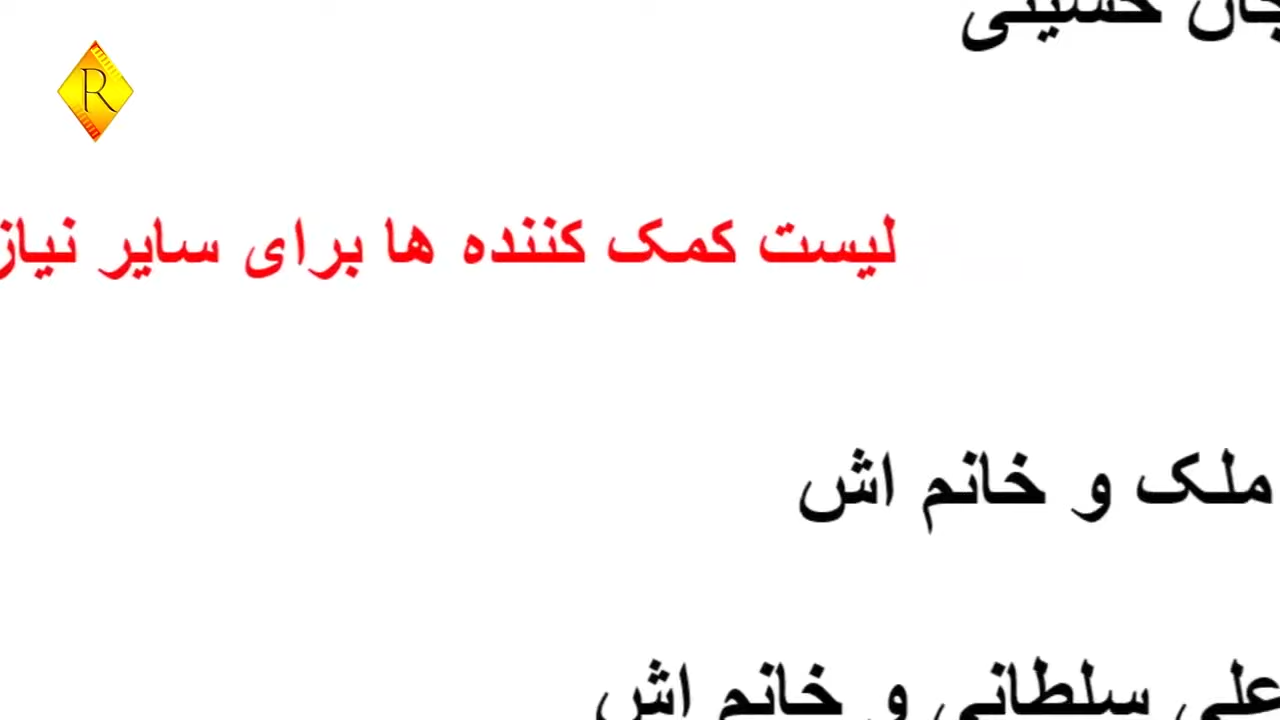 جان حسینی
R
لیست کمک کننده ها برای سایر نیاز
ملک و خانم اش
علی سلطانی و خانم اش